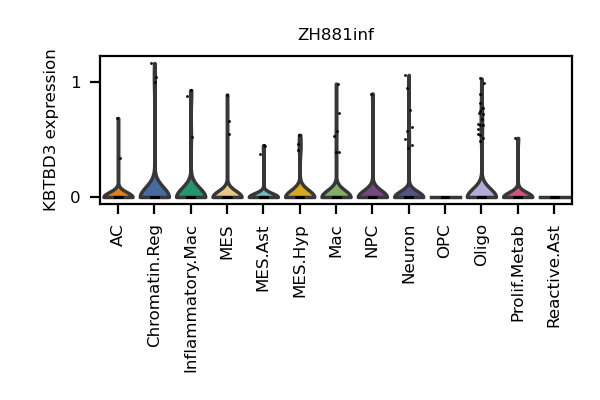 ZH881inf
KBTBD3 expression
1
0
AC
Chromatin.Reg
Inflammatory.Mac
MES
MES.Ast
MES.Hyp
Mac
NPC
Neuron
OPC
Oligo
Prolif.Metab
Reactive.Ast